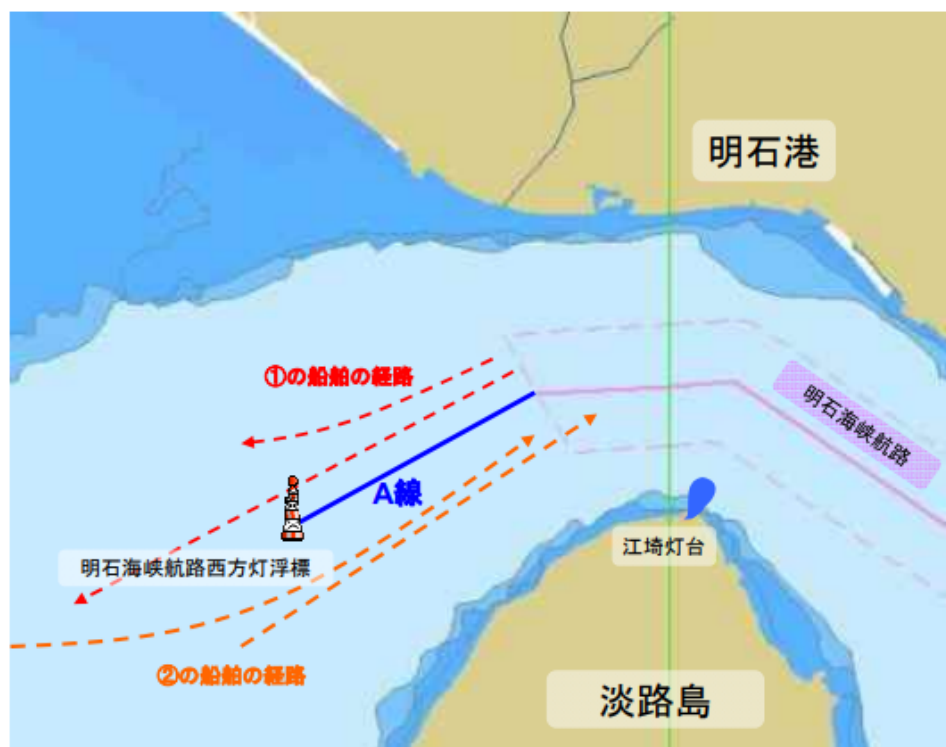 明石港
①の船舶の経路
明石海峡航路
A線
江埼灯台
明石海峡航路西方灯浮標
②の船舶の経路
淡路島